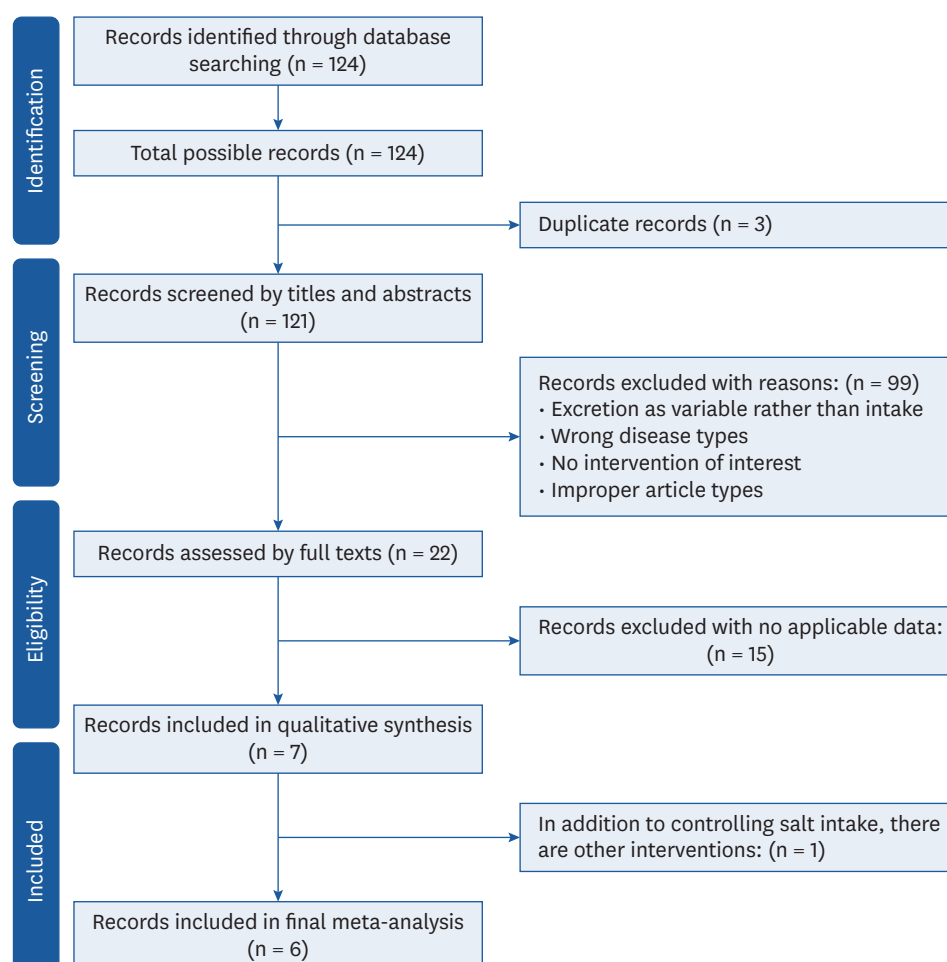 Identification
Records identified through database
searching (n = 124)
Total possible records (n = 124)
Duplicate records (n = 3)
Screening
Records screened by titles and abstracts
(n = 121)
Records excluded with reasons: (n = 99)
· Excretion as variable rather than intake
· Wrong disease types
· No intervention of interest
· Improper article types
Eligibility
Records assessed by full texts (n = 22)
Records excluded with no applicable data:
(n = 15)
Records included in qualitative synthesis
(n = 7)
Included
In addition to controlling salt intake, there
are other interventions: (n = 1)
Records included in final meta-analysis
(n = 6)